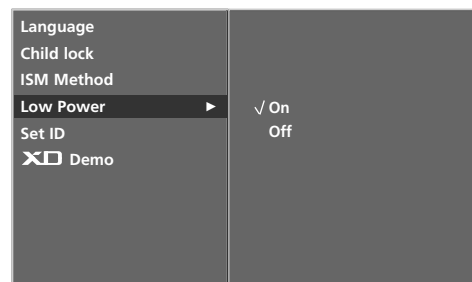 Language
Child lock
ISM Method
Low Power ►
Set ID
XD Demo
√ On
Off